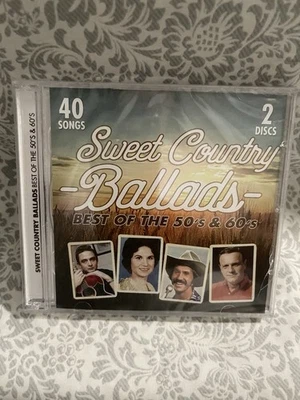 40
SONGS
2
DISCS
Sweet Country
-Ballads-
BEST OF THE 50's & 60's
SWEET COUNTRY BALLADS BEST OF THE 50'S & 60'S